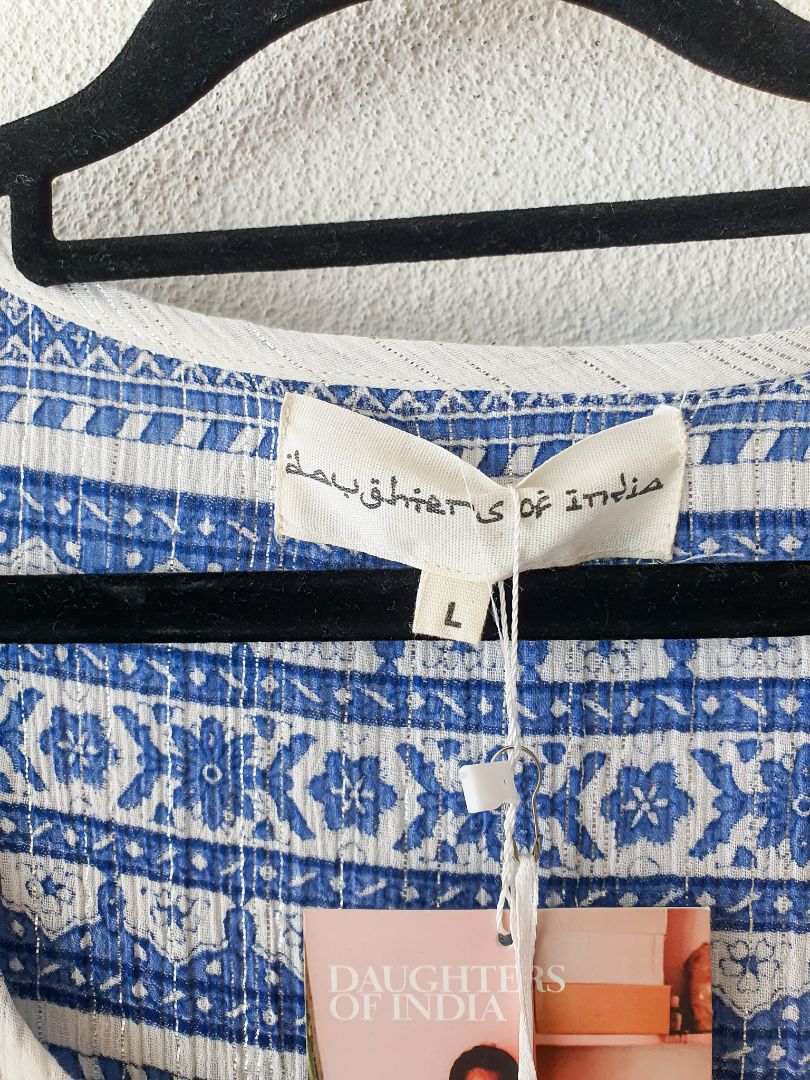 daughters of india
L
DAUGHTERS
OF INDIA